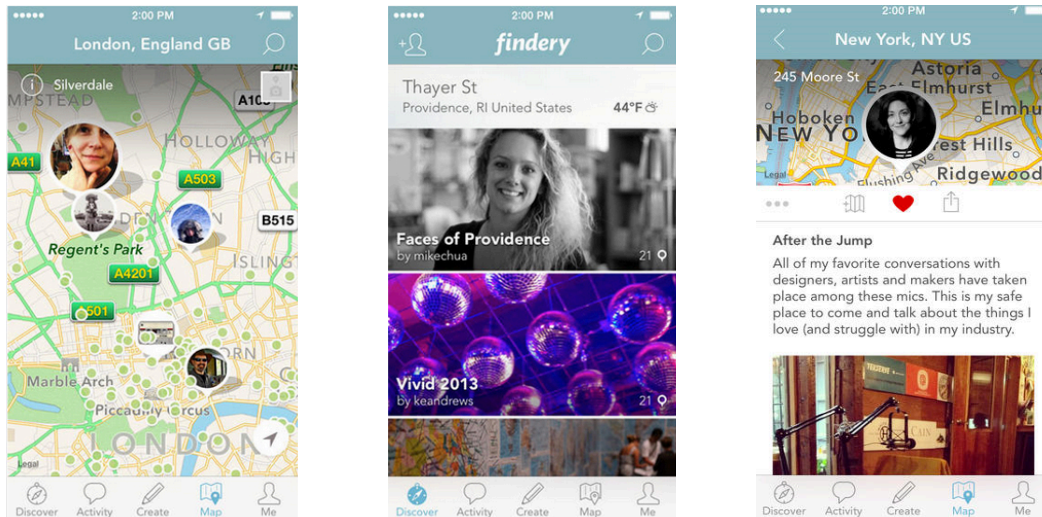 2:00 PM
London, England GB
Silverdale
MPSTEAD
HOLLOWAY
HIGH
A41
A503
B515
Regent's Park
A4201
ISLING
Marble Arch
Piccadilly Circus
LONDON
Legal
Discover
Activity
Create
Map
Me
2:00 PM
findery
Thayer St
Providence, RI United States
44°F
Faces of Providence
by mikechua
21
Vivid 2013
by keandrews
21
Discover
Activity
Create
Map
Me
2:00 PM
New York, NY US
245 Moore St
Astoria
East Elmhurst
Elmhu
Hoboken
NEW YO
rest Hills
Flushing Ave
Ridgewood
Legal
After the Jump
All of my favorite conversations with
designers, artists and makers have taken
place among these mics. This is my safe
place to come and talk about the things I
love (and struggle with) in my industry.
CAIN
Discover
Activity
Create
Map
Me